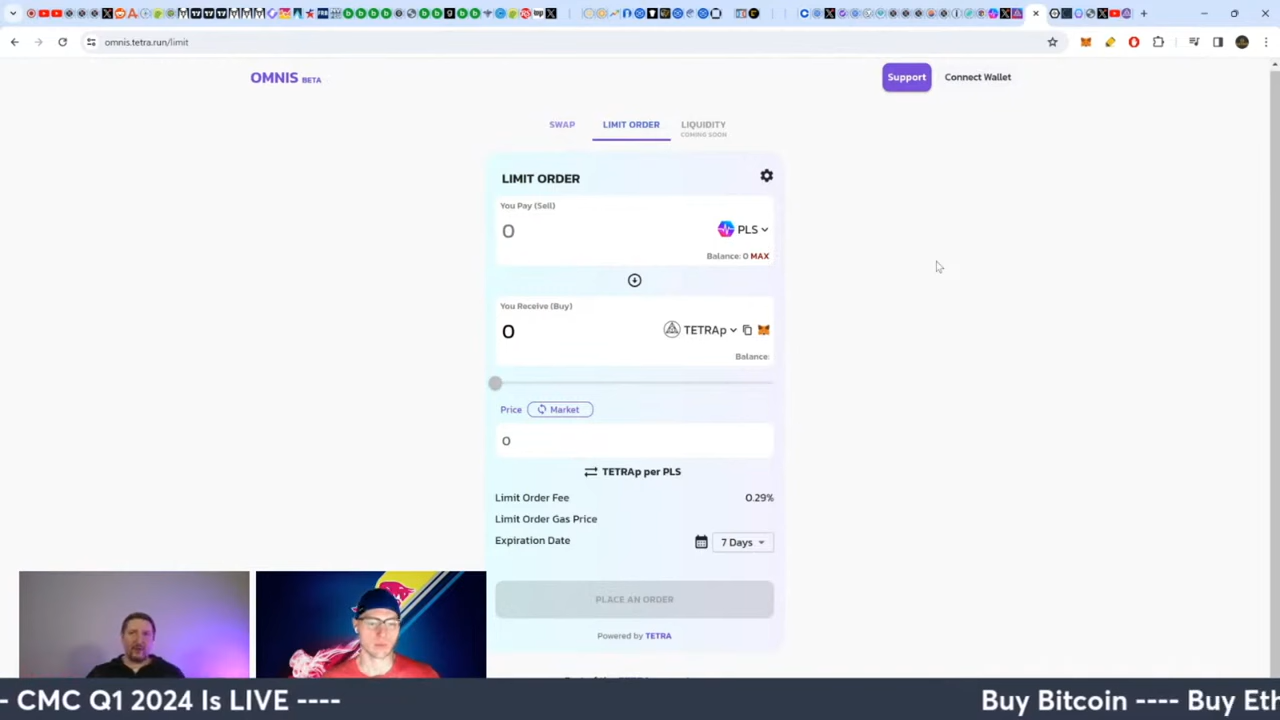 omnis.tetra.run/limit
OMNIS BETA
Support
Connect Wallet
SWAP
LIMIT ORDER
LIQUIDITY
COMING SOON
LIMIT ORDER
You Pay (Sell)
0
PLS
Balance: 0 MAX
You Receive (Buy)
0
TETRAp
Balance:
Price
Market
0
TETRAp per PLS
Limit Order Fee
0.29%
Limit Order Gas Price
Expiration Date
7 Days
PLACE AN ORDER
Powered by TETRA
- CMC Q1 2024 Is LIVE ----
Buy Bitcoin ---- Buy Eth